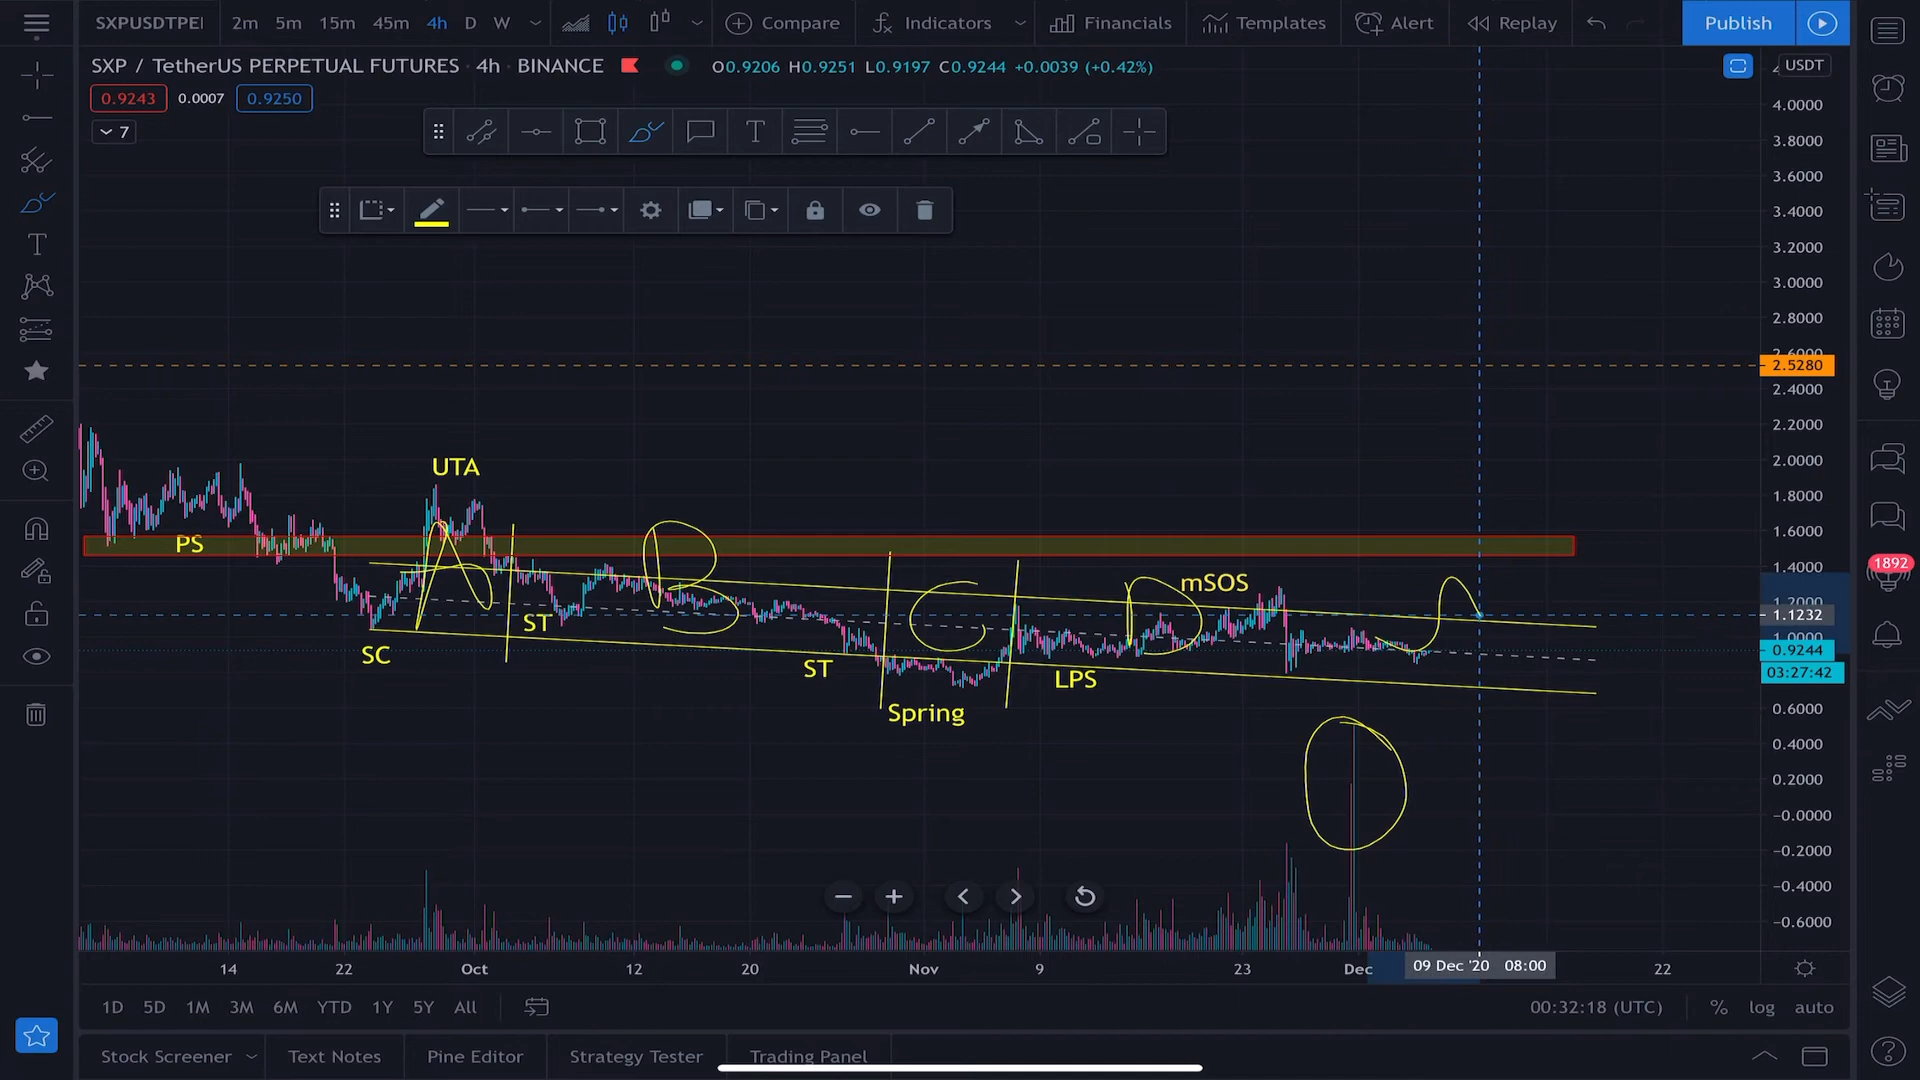 SXPUSDTPEI 2m 5m 15m 45m 4h D W Compare Indicators Financials Templates Alert Replay Publish
SXP / TetherUS PERPETUAL FUTURES · 4h · BINANCE O0.9206 H0.9251 L0.9197 C0.9244 +0.0039 (+0.42%)
USDT
0.9243 0.0007 0.9250
7
4.0000
3.8000
3.6000
3.4000
3.2000
3.0000
2.8000
2.6000
2.5280
2.4000
2.2000
2.0000
1.8000
1.6000
1.4000
1.2000
1.1232
1.0000
0.9244
03:27:42
0.6000
0.4000
0.2000
-0.0000
-0.2000
-0.4000
-0.6000
1892
UTA
PS
A
B
C
D
mSOS
ST
SC
ST
LPS
Spring
14 22 Oct 12 20 Nov 9 23 Dec 09 Dec '20 08:00 22
1D 5D 1M 3M 6M YTD 1Y 5Y All 00:32:18 (UTC) % log auto
Stock Screener Text Notes Pine Editor Strategy Tester Trading Panel